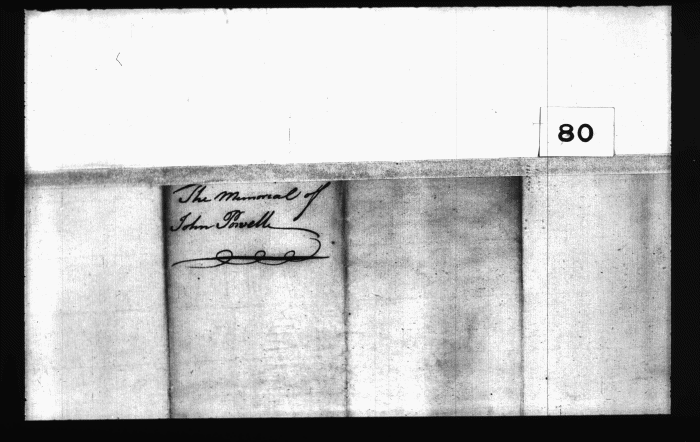 80
The Memorial of
John Powell